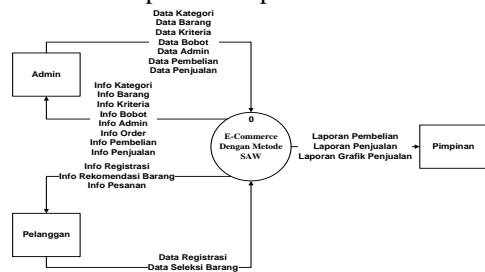 Data Kategori
Data Barang
Data Kriteria
Data Bobot
Data Admin
Data Pembelian
Data Penjualan
Admin
Info Kategori
Info Barang
Info Kriteria
Info Bobot
Info Admin
Info Order
Info Pembelian
Info Penjualan
0
E-Commerce
Dengan Metode
SAW
Laporan Pembelian
Laporan Penjualan
Laporan Grafik Penjualan
Pimpinan
Info Registrasi
Info Rekomendasi Barang
Info Pesanan
Pelanggan
Data Registrasi
Data Seleksi Barang